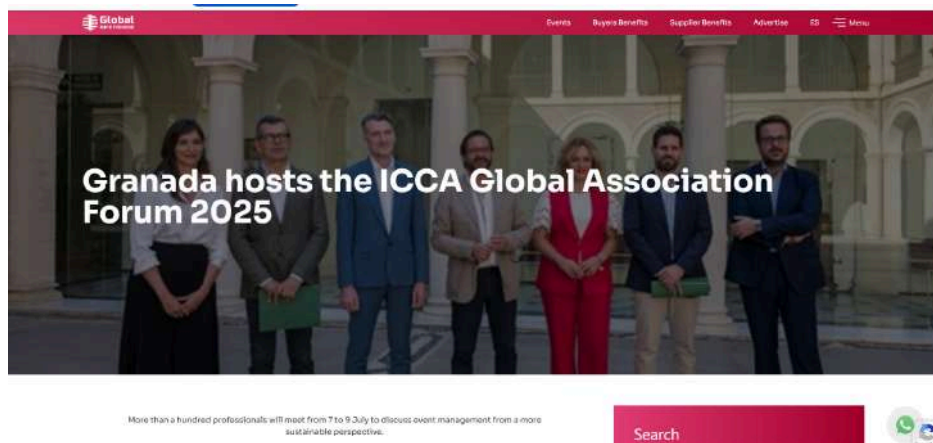 Global
Events Buyers Benefits Supplier Benefits Advertise ES Menu
Granada hosts the ICCA Global Association
Forum 2025
More than a hundred professionals will meet from 7 to 9 July to discuss event management from a more
sustainable perspective.
Search